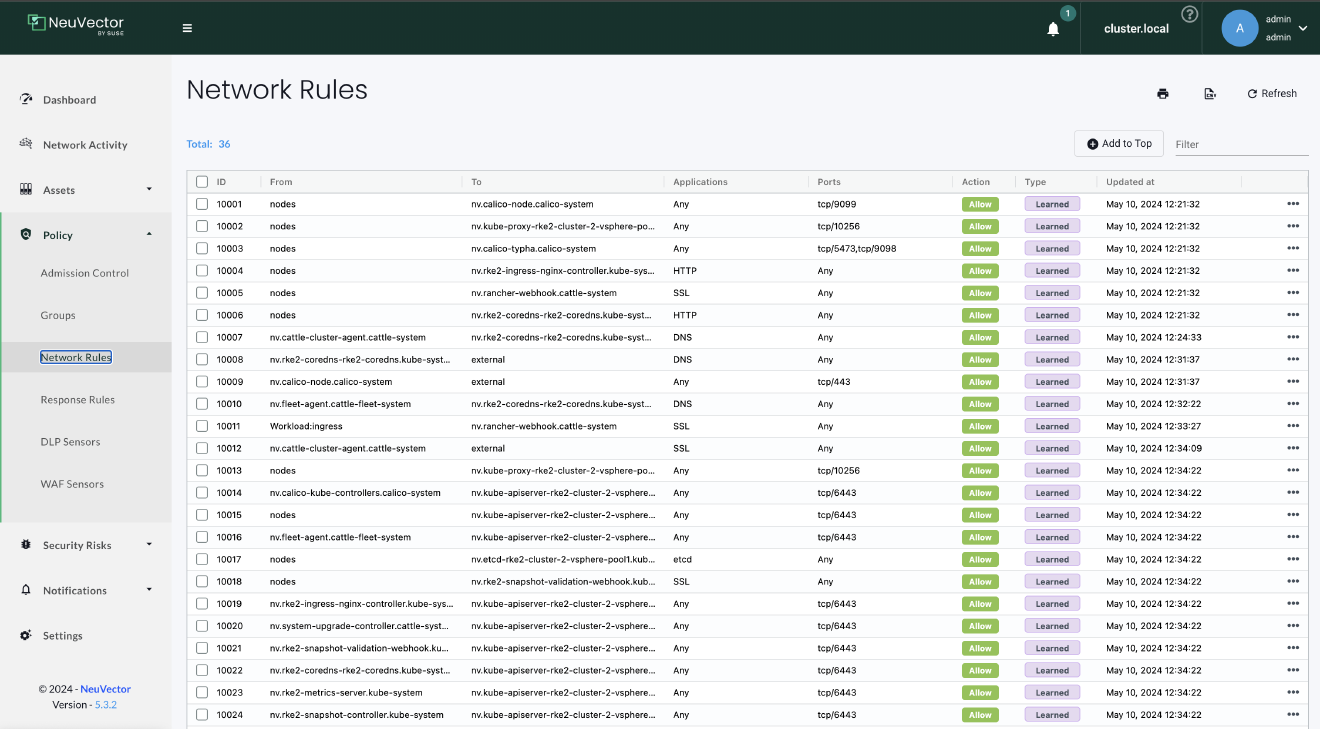 NeuVector
BY SUSE
1
cluster.local
?
A
admin
admin
Dashboard
Network Activity
Assets
Policy
Admission Control
Groups
Network Rules
Response Rules
DLP Sensors
WAF Sensors
Security Risks
Notifications
Settings
© 2024 - NeuVector
Version - 5.3.2
Network Rules
Refresh
Total: 36
Add to Top
Filter
ID From To Applications Ports Action Type Updated at
10001 nodes nv.calico-node.calico-system Any tcp/9099 Allow Learned May 10, 2024 12:21:32
10002 nodes nv.kube-proxy-rke2-cluster-2-vsphere-po... Any tcp/10256 Allow Learned May 10, 2024 12:21:32
10003 nodes nv.calico-typha.calico-system Any tcp/5473,tcp/9098 Allow Learned May 10, 2024 12:21:32
10004 nodes nv.rke2-ingress-nginx-controller.kube-sys... HTTP Any Allow Learned May 10, 2024 12:21:32
10005 nodes nv.rancher-webhook.cattle-system SSL Any Allow Learned May 10, 2024 12:21:32
10006 nodes nv.rke2-coredns-rke2-coredns.kube-syst... HTTP Any Allow Learned May 10, 2024 12:21:32
10007 nv.cattle-cluster-agent.cattle-system nv.rke2-coredns-rke2-coredns.kube-syst... DNS Any Allow Learned May 10, 2024 12:24:33
10008 nv.rke2-coredns-rke2-coredns.kube-syst... external DNS Any Allow Learned May 10, 2024 12:31:37
10009 nv.calico-node.calico-system external Any tcp/443 Allow Learned May 10, 2024 12:31:37
10010 nv.fleet-agent.cattle-fleet-system nv.rke2-coredns-rke2-coredns.kube-syst... DNS Any Allow Learned May 10, 2024 12:32:22
10011 Workload:ingress nv.rancher-webhook.cattle-system SSL Any Allow Learned May 10, 2024 12:33:27
10012 nv.cattle-cluster-agent.cattle-system external SSL Any Allow Learned May 10, 2024 12:34:09
10013 nodes nv.kube-proxy-rke2-cluster-2-vsphere-po... Any tcp/10256 Allow Learned May 10, 2024 12:34:22
10014 nv.calico-kube-controllers.calico-system nv.kube-apiserver-rke2-cluster-2-vsphere... Any tcp/6443 Allow Learned May 10, 2024 12:34:22
10015 nodes nv.kube-apiserver-rke2-cluster-2-vsphere... Any tcp/6443 Allow Learned May 10, 2024 12:34:22
10016 nv.fleet-agent.cattle-fleet-system nv.kube-apiserver-rke2-cluster-2-vsphere... Any tcp/6443 Allow Learned May 10, 2024 12:34:22
10017 nodes nv.etcd-rke2-cluster-2-vsphere-pool1.kub... etcd Any Allow Learned May 10, 2024 12:34:22
10018 nodes nv.rke2-snapshot-validation-webhook.kub... SSL Any Allow Learned May 10, 2024 12:34:22
10019 nv.rke2-ingress-nginx-controller.kube-sys... nv.kube-apiserver-rke2-cluster-2-vsphere... Any tcp/6443 Allow Learned May 10, 2024 12:34:22
10020 nv.system-upgrade-controller.cattle-syst... nv.kube-apiserver-rke2-cluster-2-vsphere... Any tcp/6443 Allow Learned May 10, 2024 12:34:22
10021 nv.rke2-snapshot-validation-webhook.ku... nv.kube-apiserver-rke2-cluster-2-vsphere... Any tcp/6443 Allow Learned May 10, 2024 12:34:22
10022 nv.rke2-coredns-rke2-coredns.kube-syst... nv.kube-apiserver-rke2-cluster-2-vsphere... Any tcp/6443 Allow Learned May 10, 2024 12:34:22
10023 nv.rke2-metrics-server.kube-system nv.kube-apiserver-rke2-cluster-2-vsphere... Any tcp/6443 Allow Learned May 10, 2024 12:34:22
10024 nv.rke2-snapshot-controller.kube-system nv.kube-apiserver-rke2-cluster-2-vsphere... Any tcp/6443 Allow Learned May 10, 2024 12:34:22